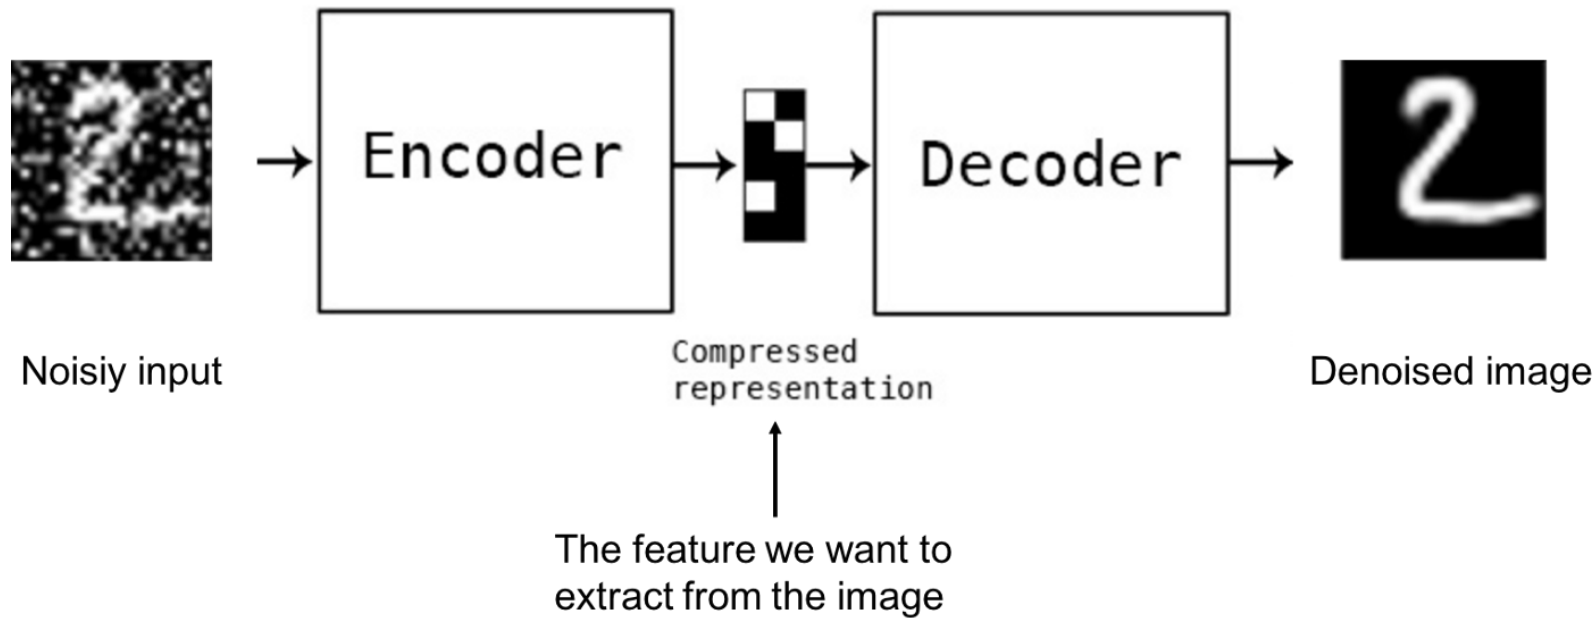 Encoder
Decoder
Noisiy input
Compressed
representation
Denoised image
The feature we want to
extract from the image